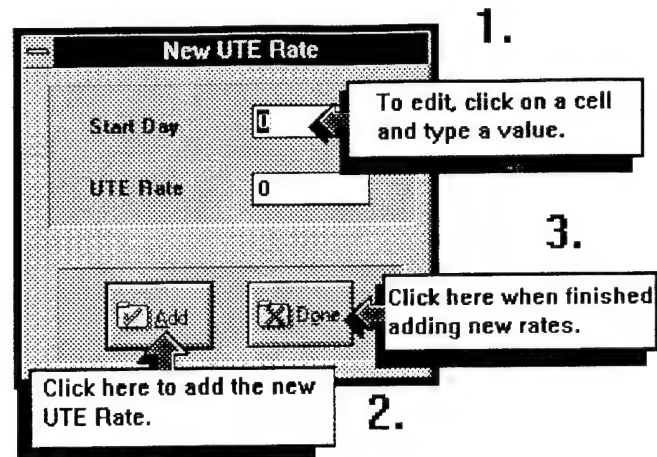 1.
New UTE Rate
Start Day
To edit, click on a cell
and type a value.
UTE Rate
0
3.
Add
Done
Click here when finished
adding new rates.
Click here to add the new
UTE Rate.
2.